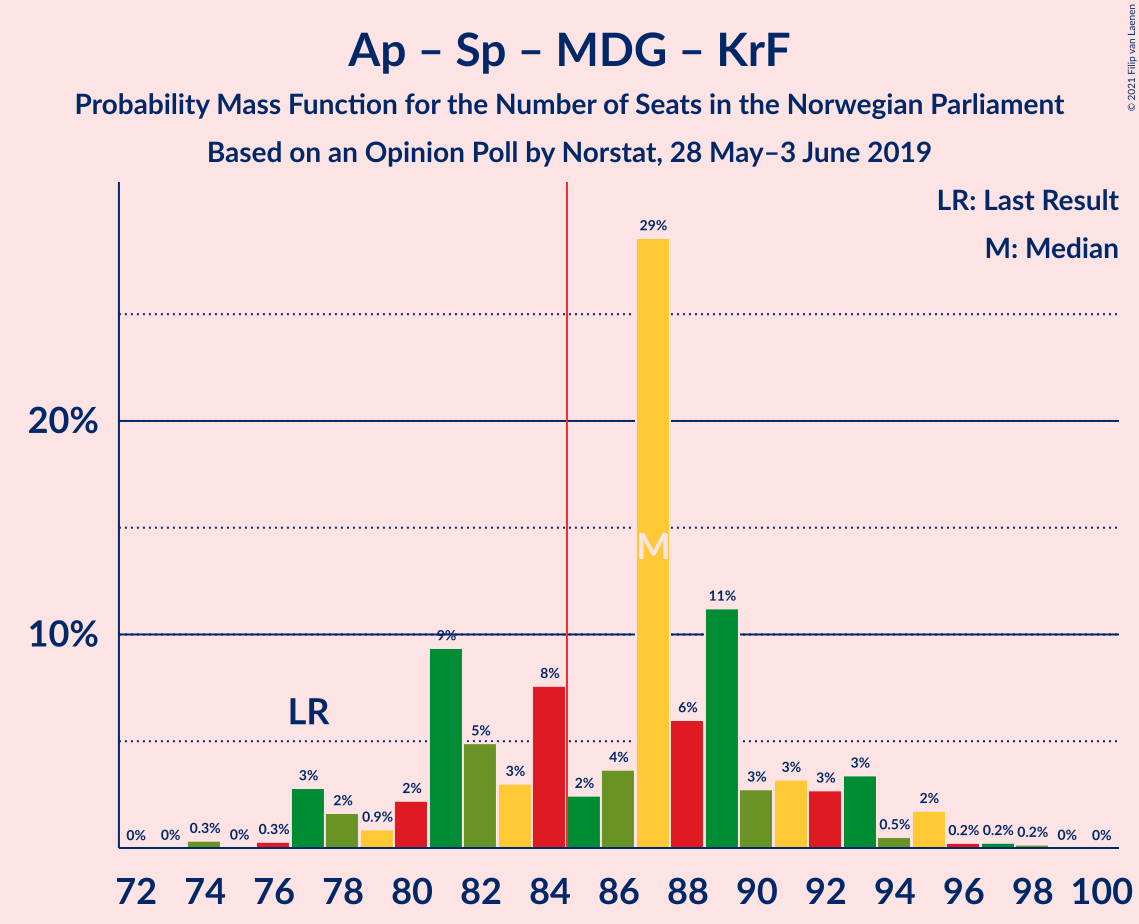 Ap – Sp – MDG – KrF
Probability Mass Function for the Number of Seats in the Norwegian Parliament
Based on an Opinion Poll by Norstat, 28 May–3 June 2019
© 2021 Filip van Laenen
LR: Last Result
M: Median
20%
10%
LR
M
0% 0% 0.3% 0% 0.3% 3% 2% 0.9% 2% 9% 5% 3% 8% 2% 4% 29% 6% 11% 3% 3% 3% 3% 0.5% 2% 0.2% 0.2% 0.2% 0% 0%
72 74 76 78 80 82 84 86 88 90 92 94 96 98 100